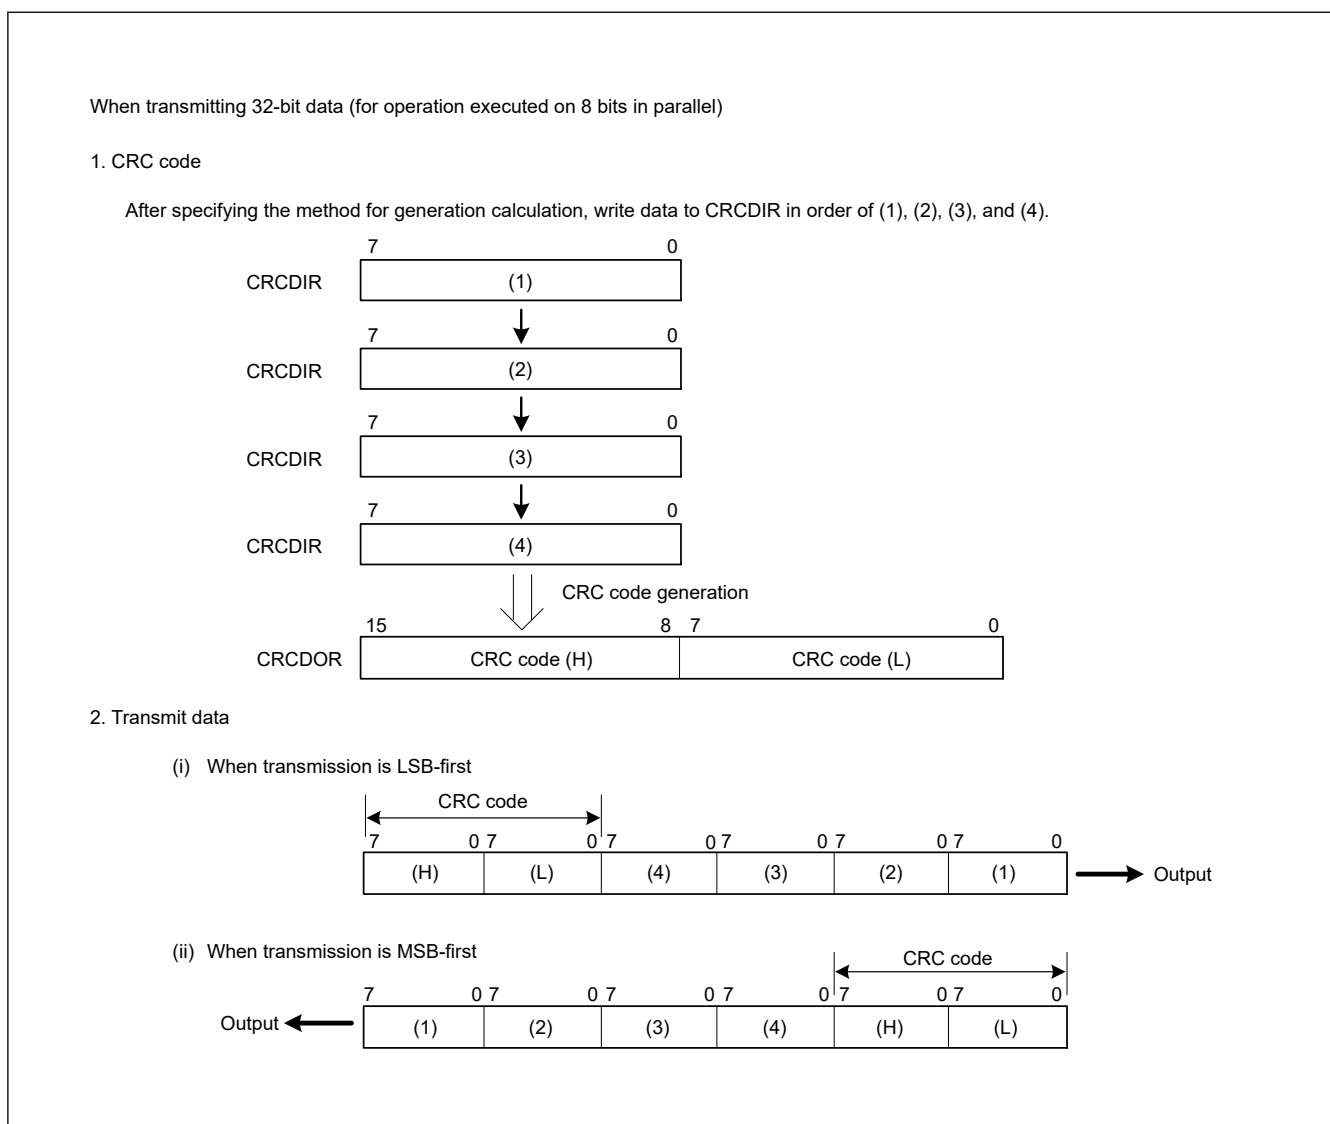 When transmitting 32-bit data (for operation executed on 8 bits in parallel)
1. CRC code
After specifying the method for generation calculation, write data to CRCDIR in order of (1), (2), (3), and (4).
7 0
CRCDIR (1)
7 0
CRCDIR (2)
7 0
CRCDIR (3)
7 0
CRCDIR (4)
CRC code generation
15 8 7 0
CRCDOR CRC code (H) CRC code (L)
2. Transmit data
(i) When transmission is LSB-first
CRC code
7 0 7 0 7 0 7 0 7 0 7 0
(H) (L) (4) (3) (2) (1) Output
(ii) When transmission is MSB-first
CRC code
7 0 7 0 7 0 7 0 7 0 7 0
Output (1) (2) (3) (4) (H) (L)